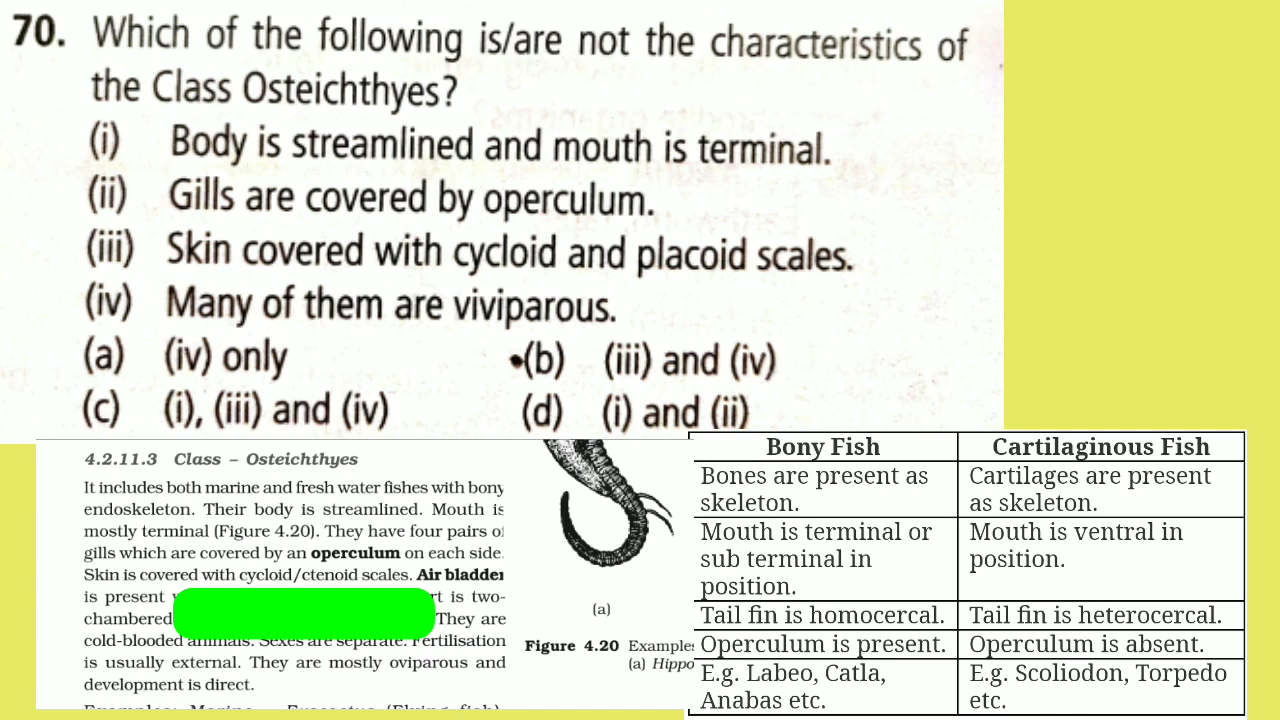 70. Which of the following is/are not the characteristics of
the Class Osteichthyes?
(i) Body is streamlined and mouth is terminal.
(ii) Gills are covered by operculum.
(iii) Skin covered with cycloid and placoid scales.
(iv) Many of them are viviparous.
(a) (iv) only •(b) (iii) and (iv)
(c) (i), (iii) and (iv) (d) (i) and (ii)
4.2.11.3 Class – Osteichthyes
It includes both marine and fresh water fishes with bony
endoskeleton. Their body is streamlined. Mouth is
mostly terminal (Figure 4.20). They have four pairs of
gills which are covered by an operculum on each side.
Skin is covered with cycloid/ctenoid scales. Air bladder
is present is two-
chambered They are
cold-blooded animals. Sexes are separate. Fertilisation
is usually external. They are mostly oviparous and
development is direct.
Examples: Marine – Exocoetus (Flying fish),
(a)
Figure 4.20 Examples
(a) Hippo
Bony Fish Cartilaginous Fish
Bones are present as Cartilages are present
skeleton. as skeleton.
Mouth is terminal or Mouth is ventral in
sub terminal in position.
position.
Tail fin is homocercal. Tail fin is heterocercal.
Operculum is present. Operculum is absent.
E.g. Labeo, Catla, E.g. Scoliodon, Torpedo
Anabas etc. etc.